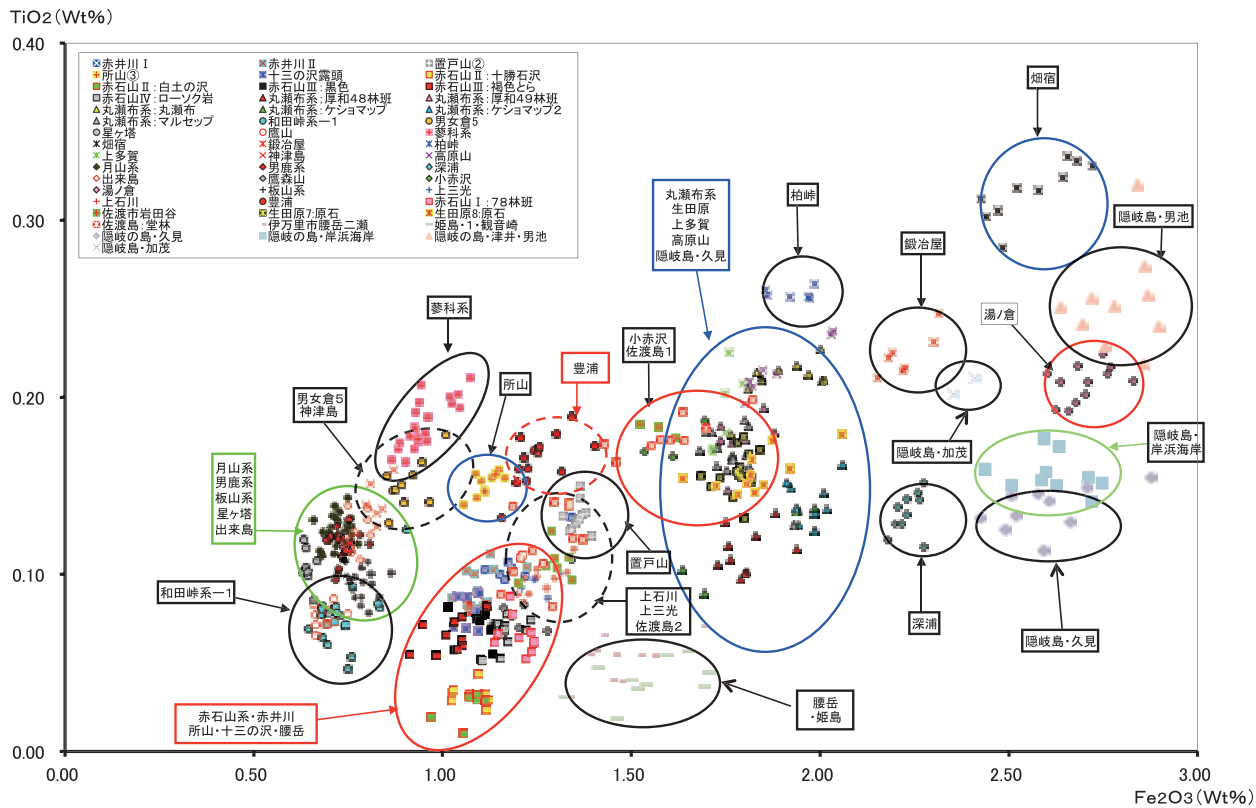 TiO2(Wt%)
0.40
0.30
0.20
0.10
0.00
0.00 0.50 1.00 1.50 2.00 2.50 3.00
Fe2O3(Wt%)
赤井川Ⅰ 赤井川Ⅱ 置戸山②
所山③ 十三の沢露頭 赤石山Ⅱ:十勝石沢
赤石山Ⅱ:白土の沢 赤石山Ⅲ:黒色 赤石山Ⅲ:褐色とら
赤石山Ⅳ:ローソク岩 丸瀬布系:厚和48林班 丸瀬布系:厚和49林班
丸瀬布系:丸瀬布 丸瀬布系:ケショマップ 丸瀬布系:ケショマップ2
丸瀬布系:マルセップ 和田峠系一1 男女倉5
星ヶ塔 鷹山 蓼科系
畑宿 鍛冶屋 柏峠
上多賀 神津島 高原山
月山系 男鹿系 深浦
出来島 鷹森山 小赤沢
湯ノ倉 板山系 上三光
上石川 豊浦 赤石山Ⅰ:78林班
佐渡市岩田谷 生田原7:原石 生田原8:原石
佐渡島:堂林 伊万里市腰岳二瀬 姫島・1・観音崎
隠岐の島・久見 隠岐の島・岸浜海岸 隠岐の島・津井・男池
隠岐島・加茂
畑宿
隠岐島・男池
柏峠
丸瀬布系
生田原
上多賀
高原山
隠岐島・久見
鍛冶屋
湯ノ倉
蓼科系
小赤沢
佐渡島1
豊浦
所山
男女倉5
神津島
隠岐島・加茂
隠岐島・
岸浜海岸
月山系
男鹿系
板山系
星ヶ塔
出来島
置戸山
和田峠系一1
上石川
上三光
佐渡島2
深浦
隠岐島・久見
腰岳
・姫島
赤石山系・赤井川
所山・十三の沢・腰岳